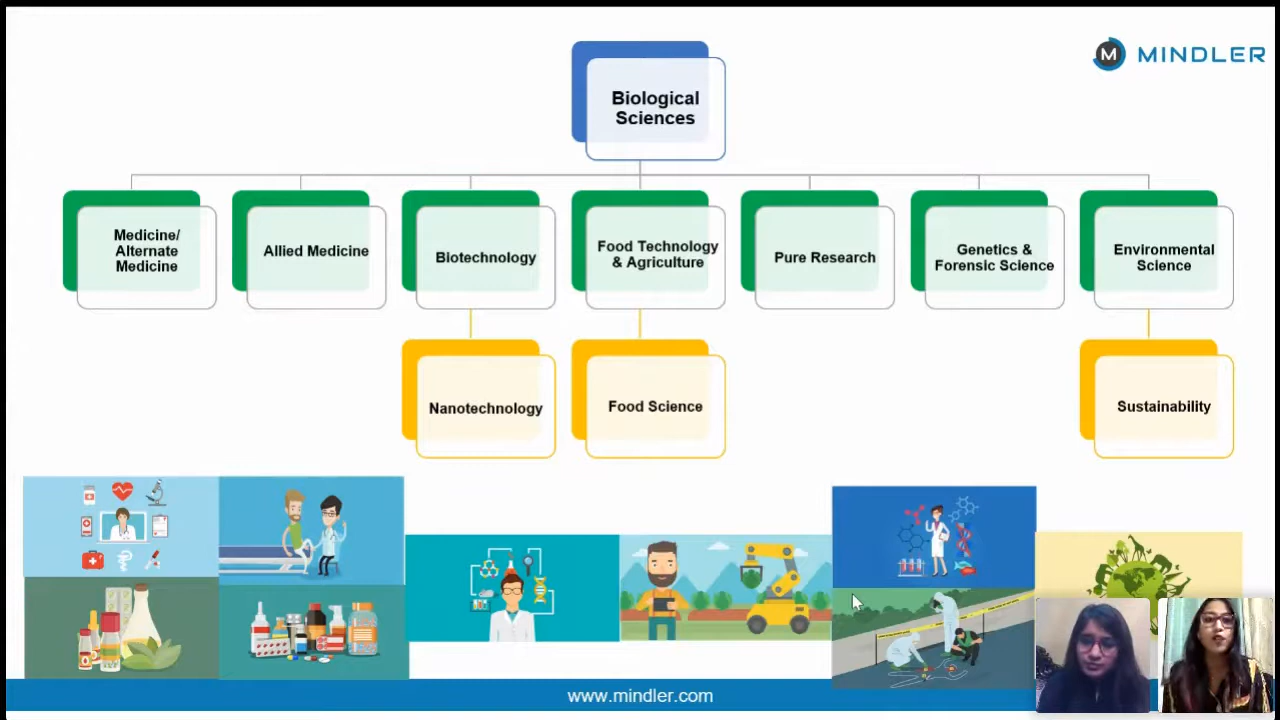 M MINDLER
Biological
Sciences
Medicine/
Alternate
Medicine
Allied Medicine
Biotechnology
Food Technology
& Agriculture
Pure Research
Genetics &
Forensic Science
Environmental
Science
Nanotechnology
Food Science
Sustainability
www.mindler.com